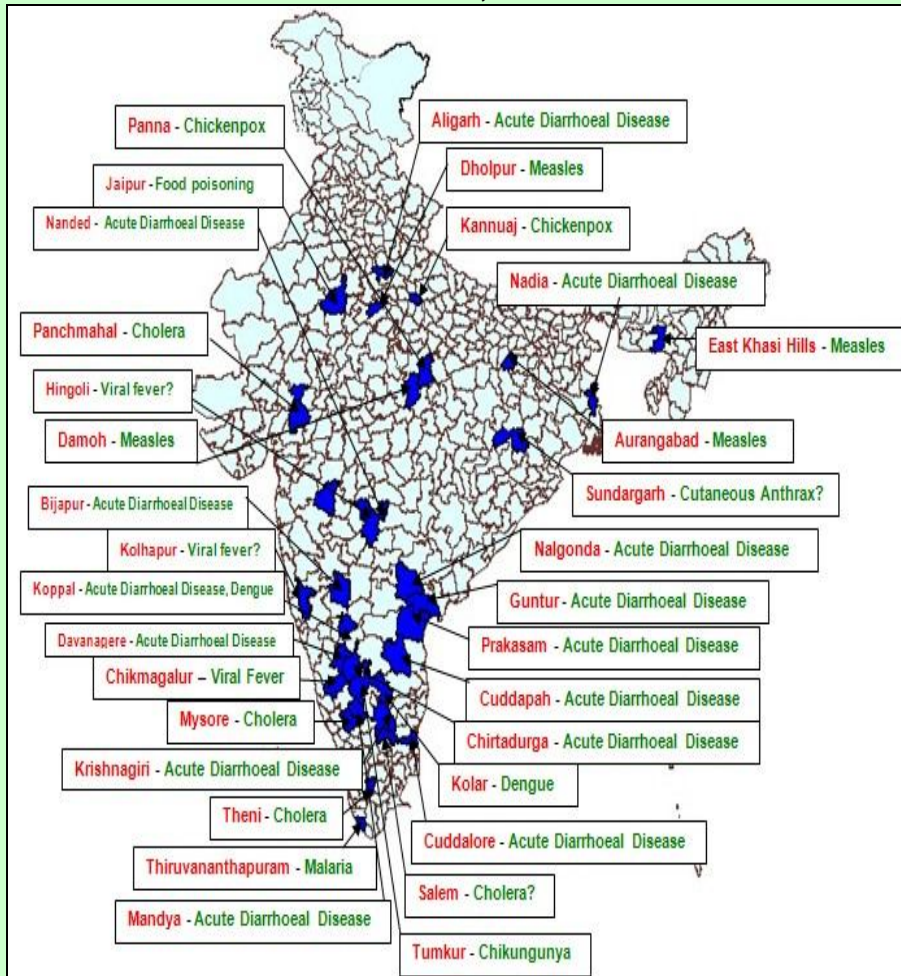 Panna - Chickenpox
Aligarh - Acute Diarrhoeal Disease
Jaipur - Food poisoning
Dholpur - Measles
Nanded - Acute Diarrhoeal Disease
Kannuaj - Chickenpox
Nadia - Acute Diarrhoeal Disease
Panchmahal - Cholera
East Khasi Hills - Measles
Hingoli - Viral fever?
Damoh - Measles
Aurangabad - Measles
Sundargarh - Cutaneous Anthrax?
Bijapur - Acute Diarrhoeal Disease
Kolhapur - Viral fever?
Nalgonda - Acute Diarrhoeal Disease
Koppal - Acute Diarrhoeal Disease, Dengue
Guntur - Acute Diarrhoeal Disease
Davanagere - Acute Diarrhoeal Disease
Prakasam - Acute Diarrhoeal Disease
Chikmagalur – Viral Fever
Cuddapah - Acute Diarrhoeal Disease
Mysore - Cholera
Chirtadurga - Acute Diarrhoeal Disease
Krishnagiri - Acute Diarrhoeal Disease
Kolar - Dengue
Theni - Cholera
Cuddalore - Acute Diarrhoeal Disease
Thiruvananthapuram - Malaria
Salem - Cholera?
Mandya - Acute Diarrhoeal Disease
Tumkur - Chikungunya